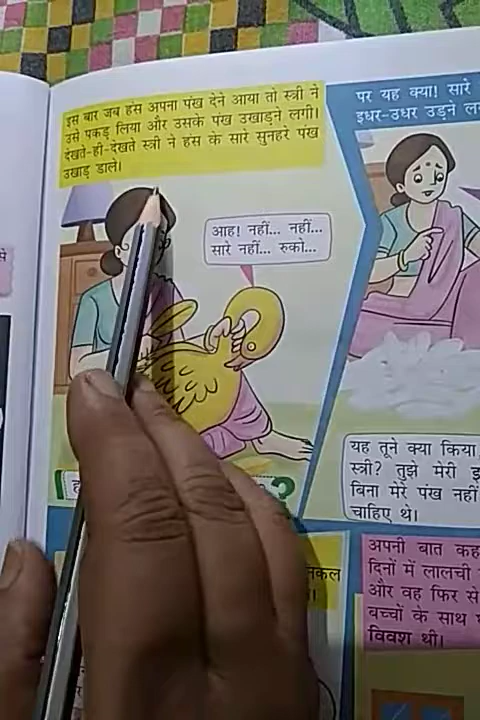 इस बार जब हंस अपना पंख देने आया तो स्त्री ने
उसे पकड़ लिया और उसके पंख उखाड़ने लगी।
देखते-ही-देखते स्त्री ने हंस के सारे सुनहरे पंख
उखाड़ डाले।
आह! नहीं... नहीं...
सारे नहीं... रुको...
पर यह क्या! सारे
इधर-उधर उड़ने
यह तूने क्या किया
स्त्री? तुझे मेरी
बिना मेरे पंख नहीं
चाहिए थे।
?
नकल
अपनी बात
दिनों में लालची
और वह फिर से
बच्चों के साथ
विवश थी।